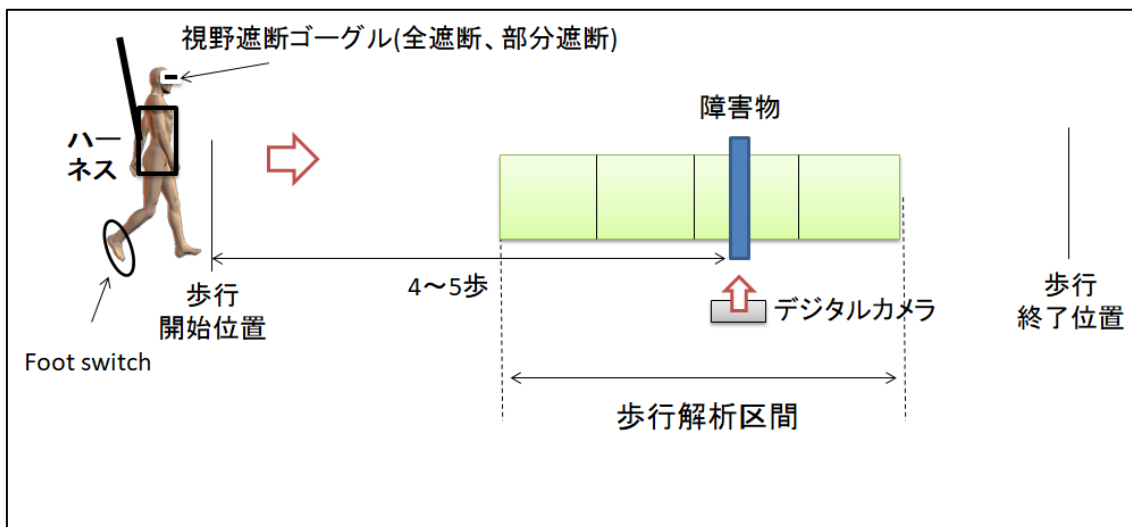 視野遮断ゴーグル(全遮断、部分遮断)
ハー
ネス
障害物
4～5歩
歩行
開始位置
デジタルカメラ
歩行
終了位置
Foot switch
歩行解析区間